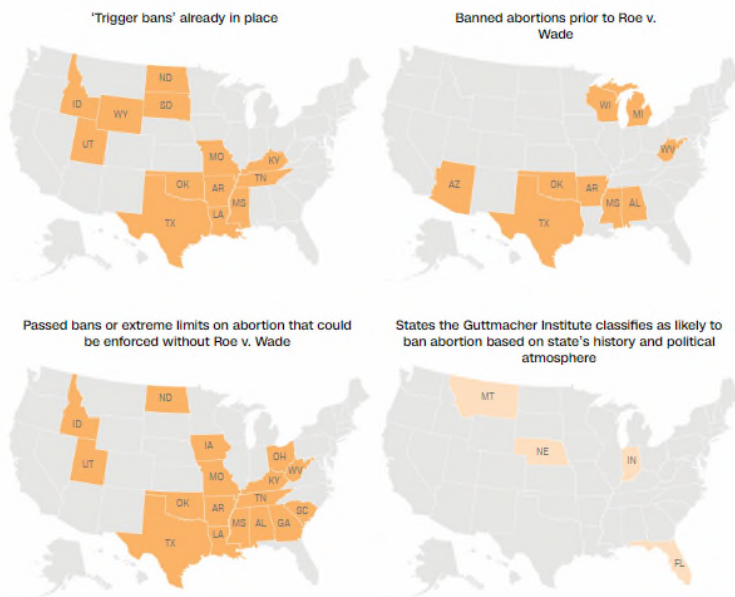 'Trigger bans' already in place
ND
ID
SD
WY
UT
MO
KY
TN
OK
AR
MS
LA
TX
Banned abortions prior to Roe v.
Wade
WI
MI
WV
AZ
OK
AR
MS
AL
TX
Passed bans or extreme limits on abortion that could
be enforced without Roe v. Wade
ND
ID
IA
OH
UT
WV
MO
KY
TN
OK
AR
SC
MS
AL
GA
LA
TX
States the Guttmacher Institute classifies as likely to
ban abortion based on state's history and political
atmosphere
MT
NE
IN
FL